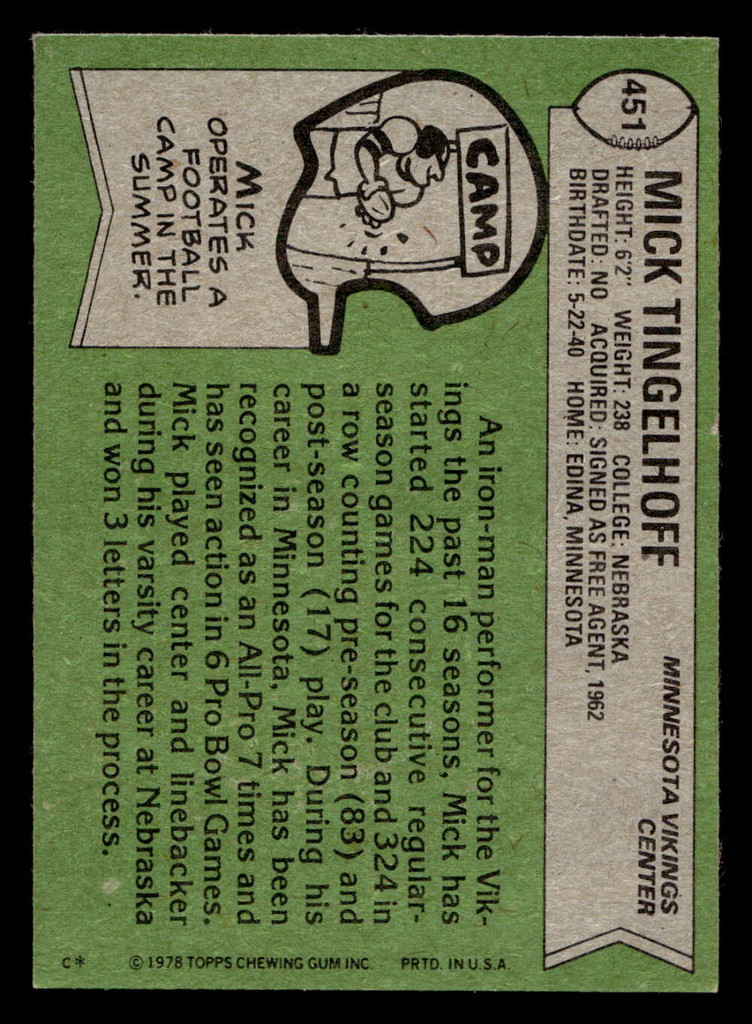 451
MICK TINGELHOFF
MINNESOTA VIKINGS
CENTER
HEIGHT: 6'2" WEIGHT: 238 COLLEGE: NEBRASKA
DRAFTED: NO ACQUIRED: SIGNED AS FREE AGENT, 1962
BIRTHDATE: 5-22-40 HOME: EDINA, MINNESOTA
CAMP
MICK
OPERATES A
FOOTBALL
CAMP IN THE
SUMMER.
An iron-man performer for the Vik-
ings the past 16 seasons, Mick has
started 224 consecutive regular-
season games for the club and 324 in
a row counting pre-season (83) and
post-season (17) play. During his
career in Minnesota, Mick has been
recognized as an All-Pro 7 times and
has seen action in 6 Pro Bowl Games.
Mick played center and linebacker
during his varsity career at Nebraska
and won 3 letters in the process.
C* © 1978 TOPPS CHEWING GUM INC. PRTD. IN U.S.A.